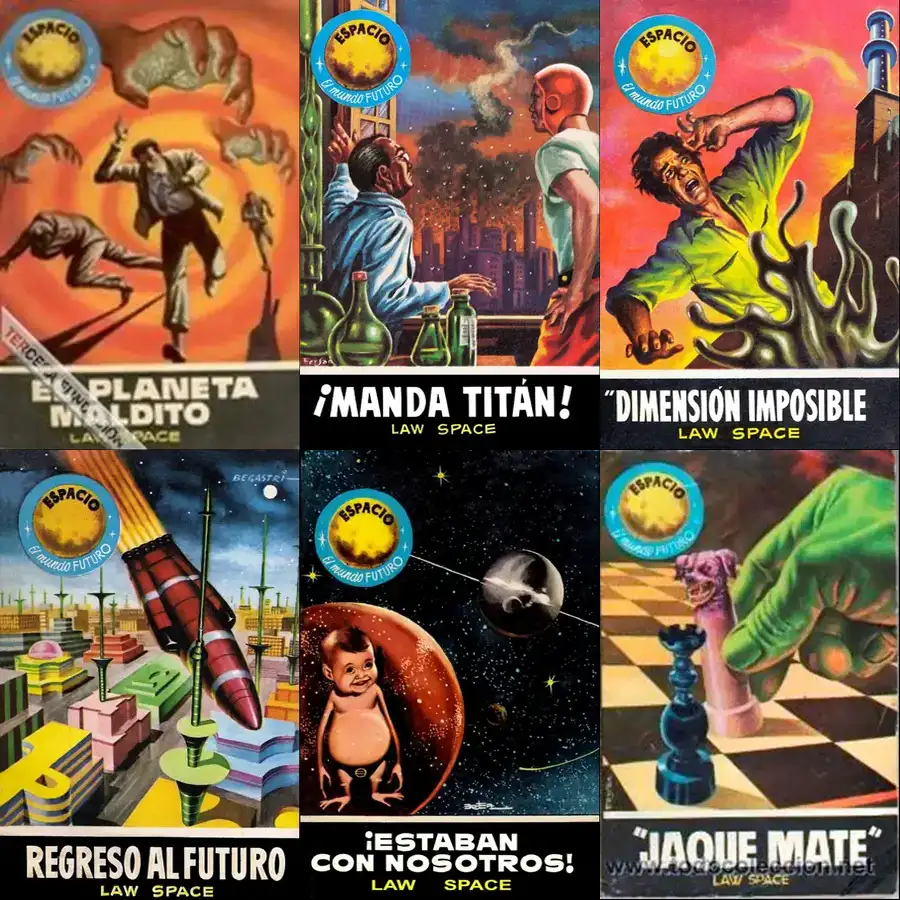 ESPACIO
El mundo FUTURO
EL PLANETA
MALDITO
LAW SPACE
ESPACIO
El mundo FUTURO
¡MANDA TITÁN!
LAW SPACE
ESPACIO
El mundo FUTURO
"DIMENSIÓN IMPOSIBLE
LAW SPACE
BEGASTRI
ESPACIO
El mundo FUTURO
REGRESO AL FUTURO
LAW SPACE
ESPACIO
El mundo FUTURO
¡ESTABAN
CON NOSOTROS!
LAW SPACE
ESPACIO
El mundo FUTURO
"JAQUE MATE"
www.todocoleccion.net
LAW SPACE